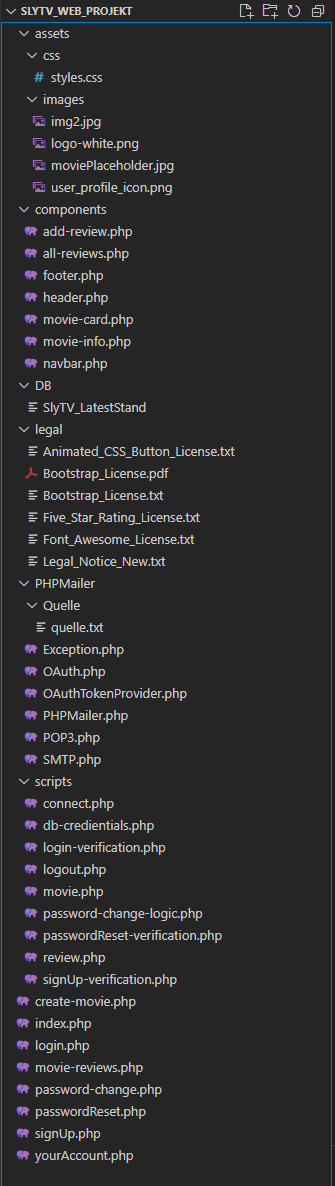 SLYTV_WEB_PROJEKT
assets
css
styles.css
images
img2.jpg
logo-white.png
moviePlaceholder.jpg
user_profile_icon.png
components
add-review.php
all-reviews.php
footer.php
header.php
movie-card.php
movie-info.php
navbar.php
DB
SlyTV_LatestStand
legal
Animated_CSS_Button_License.txt
Bootstrap_License.pdf
Bootstrap_License.txt
Five_Star_Rating_License.txt
Font_Awesome_License.txt
Legal_Notice_New.txt
PHPMailer
Quelle
quelle.txt
Exception.php
OAuth.php
OAuthTokenProvider.php
PHPMailer.php
POP3.php
SMTP.php
scripts
connect.php
db-credientials.php
login-verification.php
logout.php
movie.php
password-change-logic.php
passwordReset-verification.php
review.php
signUp-verification.php
create-movie.php
index.php
login.php
movie-reviews.php
password-change.php
passwordReset.php
signUp.php
yourAccount.php